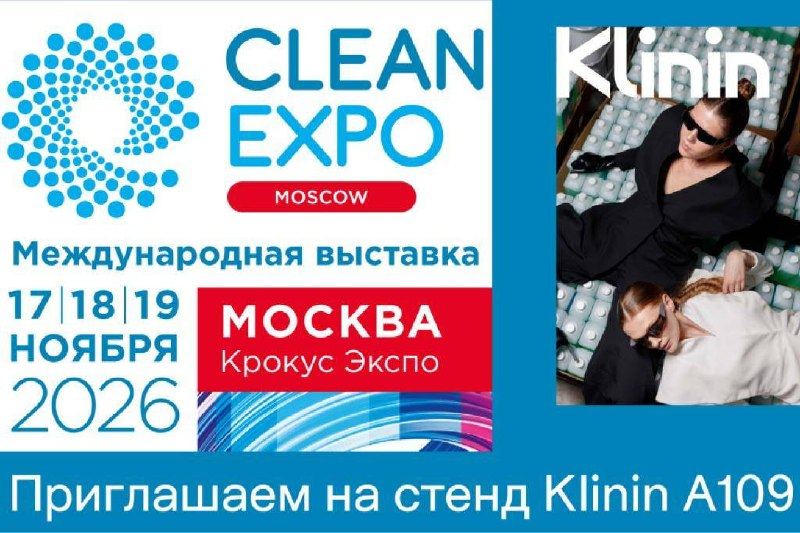 CLEAN
EXPO
MOSCOW
Международная выставка
17|18|19
НОЯБРЯ
2026
МОСКВА
Крокус Экспо
Klinin
Приглашаем на стенд Klinin A109